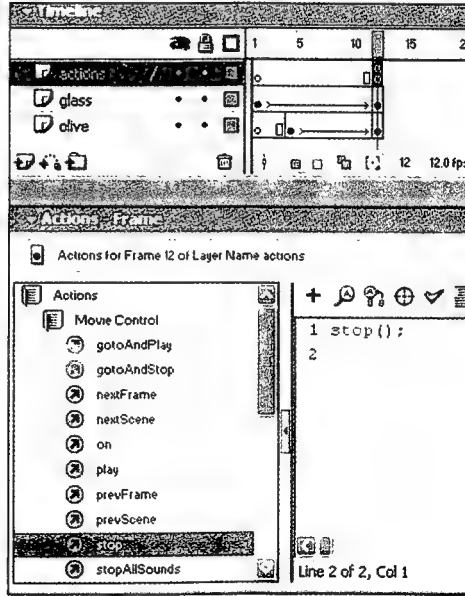 Timeline
1 5 10 15 2
actions
glass
olive
12 12.0 fps
Actions - Frame
Actions for Frame 12 of Layer Name actions
Actions
Movie Control
gotoAndPlay
gotoAndStop
nextFrame
nextScene
on
play
prevFrame
prevScene
stop
stopAllSounds
1 stop();
2
Line 2 of 2, Col 1